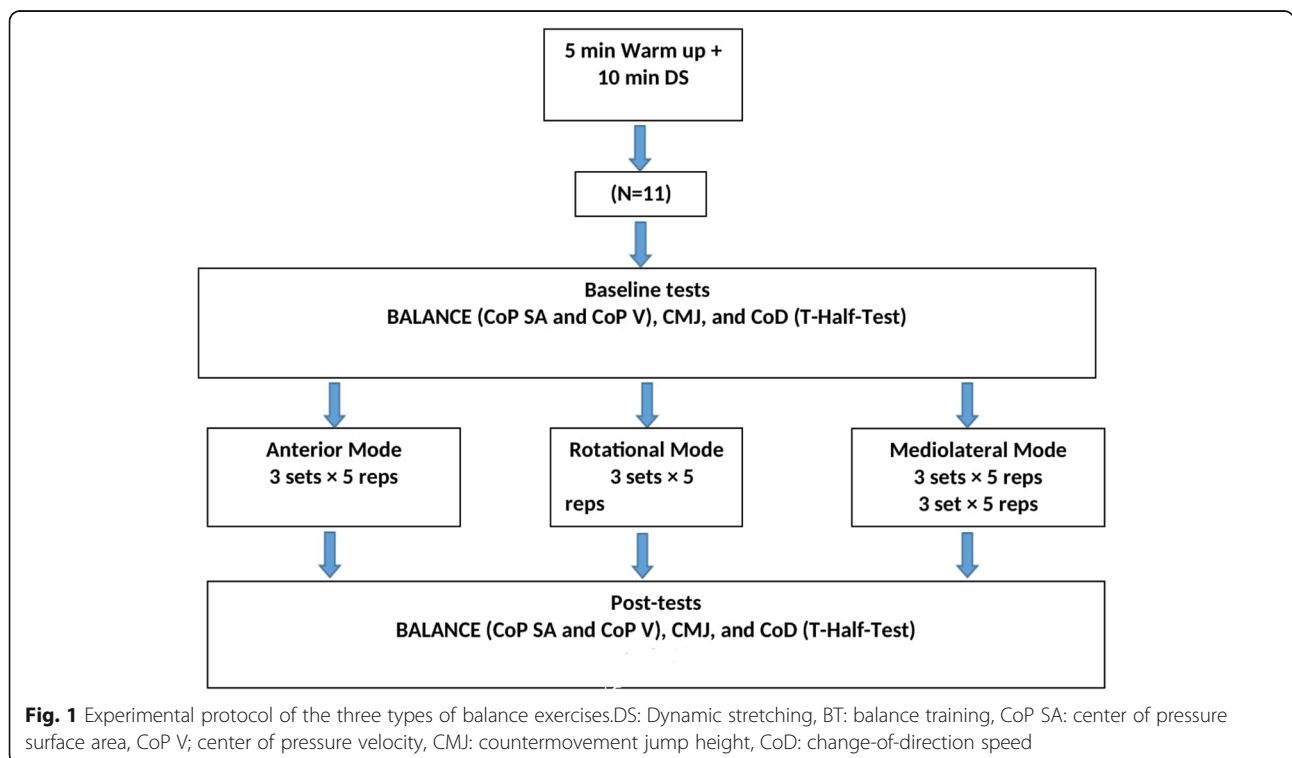 5 min Warm up +
10 min DS
(N=11)
Baseline tests
BALANCE (CoP SA and CoP V), CMJ, and CoD (T-Half-Test)
Anterior Mode
3 sets × 5 reps
Rotational Mode
3 sets × 5
reps
Mediolateral Mode
3 sets × 5 reps
3 set × 5 reps
Post-tests
BALANCE (CoP SA and CoP V), CMJ, and CoD (T-Half-Test)
Fig. 1 Experimental protocol of the three types of balance exercises.DS: Dynamic stretching, BT: balance training, CoP SA: center of pressure
surface area, CoP V; center of pressure velocity, CMJ: countermovement jump height, CoD: change-of-direction speed